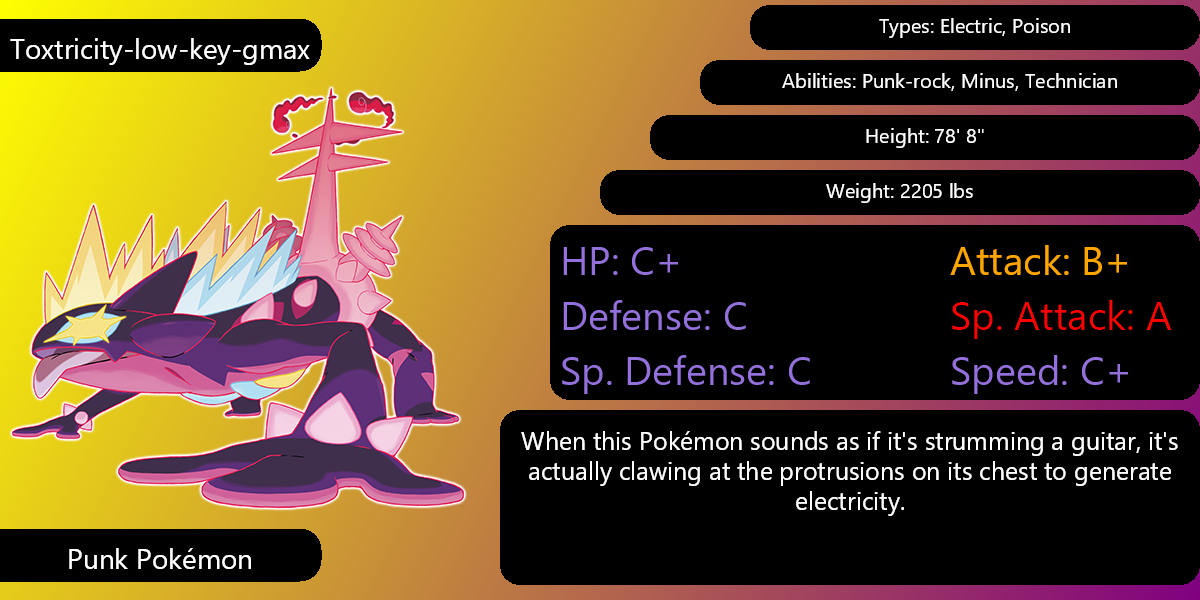 Toxtricity-low-key-gmax
Types: Electric, Poison
Abilities: Punk-rock, Minus, Technician
Height: 78' 8"
Weight: 2205 lbs
HP: C+
Attack: B+
Defense: C
Sp. Attack: A
Sp. Defense: C
Speed: C+
When this Pokémon sounds as if it's strumming a guitar, it's
actually clawing at the protrusions on its chest to generate
electricity.
Punk Pokémon